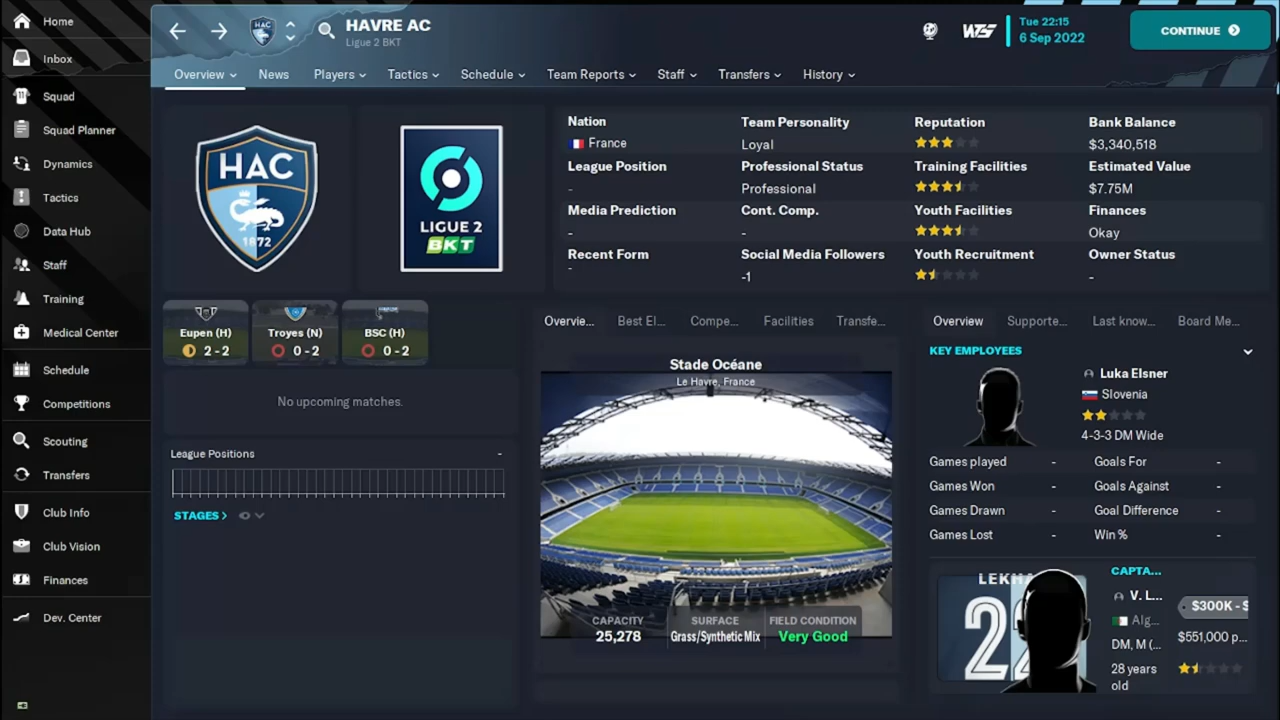 Home
Inbox
Squad
Squad Planner
Dynamics
Tactics
Data Hub
Staff
Training
Medical Center
Schedule
Competitions
Scouting
Transfers
Club Info
Club Vision
Finances
Dev. Center
HAC
HAVRE AC
Ligue 2 BKT
Tue 22:15
6 Sep 2022
CONTINUE
Overview
News
Players
Tactics
Schedule
Team Reports
Staff
Transfers
History
HAC
1872
LIGUE 2
BKT
Nation
France
League Position
-
Media Prediction
-
Recent Form
-
Team Personality
Loyal
Professional Status
Professional
Cont. Comp.
-
Social Media Followers
-1
Reputation
Training Facilities
Youth Facilities
Youth Recruitment
Bank Balance
$3,340,518
Estimated Value
$7.75M
Finances
Okay
Owner Status
-
Eupen (H)
2-2
Troyes (N)
0-2
BSC (H)
0-2
No upcoming matches.
League Positions -
STAGES >
Overvie... Best El... Compe... Facilities Transfe...
Stade Océane
Le Havre, France
CAPACITY
25,278
SURFACE
Grass/Synthetic Mix
FIELD CONDITION
Very Good
Overview Supporte... Last know... Board Me...
KEY EMPLOYEES
Luka Elsner
Slovenia
4-3-3 DM Wide
Games played - Goals For -
Games Won - Goals Against -
Games Drawn - Goal Difference -
Games Lost - Win % -
LEKHA
22
CAPTA...
V. L...
Alg...
DM, M (...
28 years
old
$300K - $
$551,000 p...